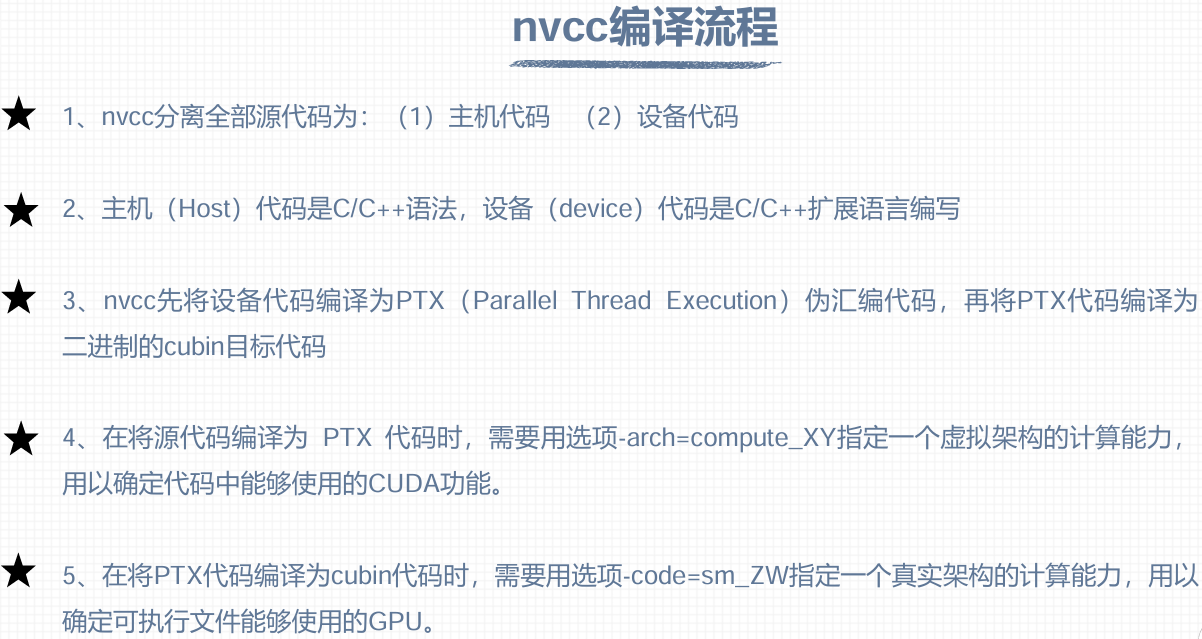 nvcc编译流程
1、nvcc分离全部源代码为：（1）主机代码 （2）设备代码
2、主机（Host）代码是C/C++语法，设备（device）代码是C/C++扩展语言编写
3、nvcc先将设备代码编译为PTX（Parallel Thread Execution）伪汇编代码，再将PTX代码编译为
二进制的cubin目标代码
4、在将源代码编译为 PTX 代码时，需要用选项-arch=compute_XY指定一个虚拟架构的计算能力，
用以确定代码中能够使用的CUDA功能。
5、在将PTX代码编译为cubin代码时，需要用选项-code=sm_ZW指定一个真实架构的计算能力，用以
确定可执行文件能够使用的GPU。